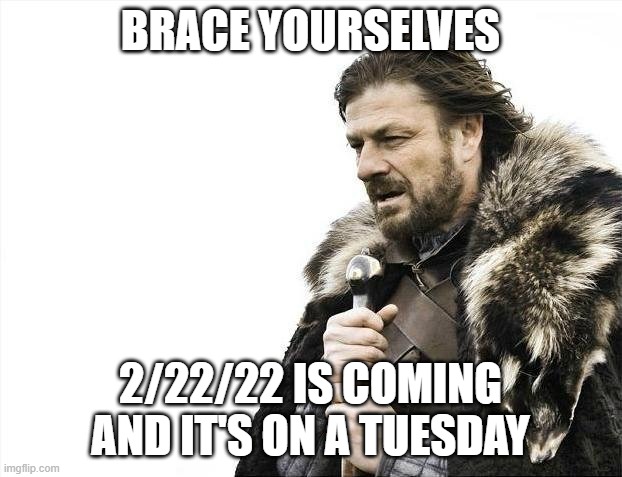 BRACE YOURSELVES
2/22/22 IS COMING
AND IT'S ON A TUESDAY
imgflip.com